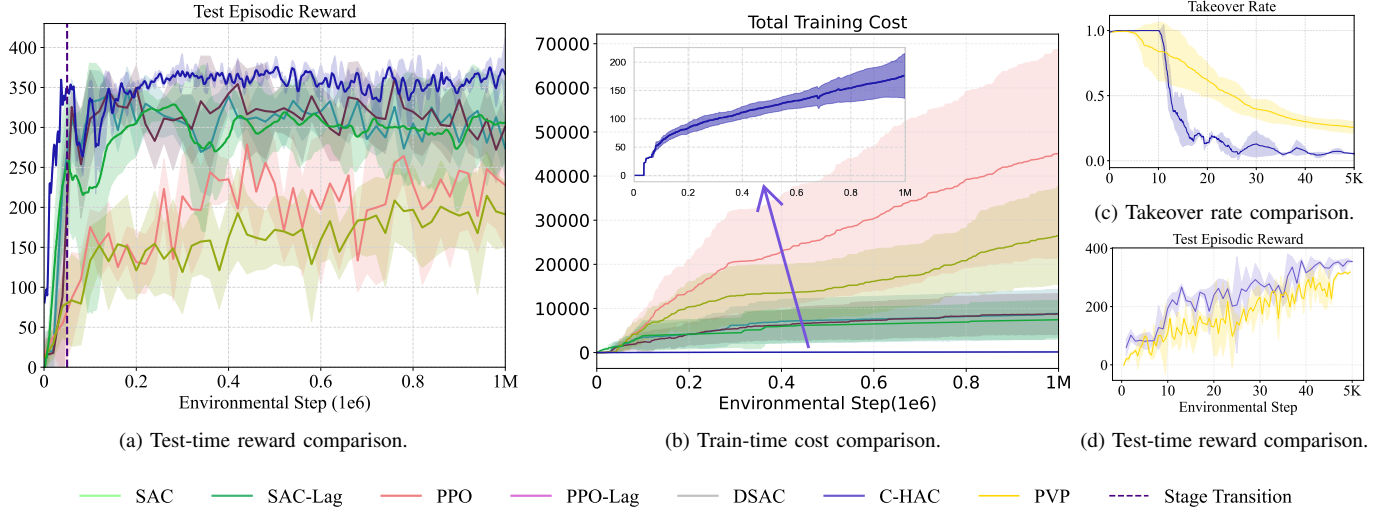 Test Episodic Reward
400
350
300
250
200
150
100
50
0
0 0.2 0.4 0.6 0.8 1M
Environmental Step (1e6)
(a) Test-time reward comparison.
Total Training Cost
70000
60000
50000
40000
30000
20000
10000
0
200
150
100
50
0
0 0.2 0.4 0.6 0.8 1M
0 0.2 0.4 0.6 0.8 1M
Environmental Step(1e6)
(b) Train-time cost comparison.
Takeover Rate
1.0
0.5
0.0
0 10 20 30 40 5K
(c) Takeover rate comparison.
Test Episodic Reward
400
200
0
0 10 20 30 40 5K
Environmental Step
(d) Test-time reward comparison.
SAC SAC-Lag PPO PPO-Lag DSAC C-HAC PVP Stage Transition